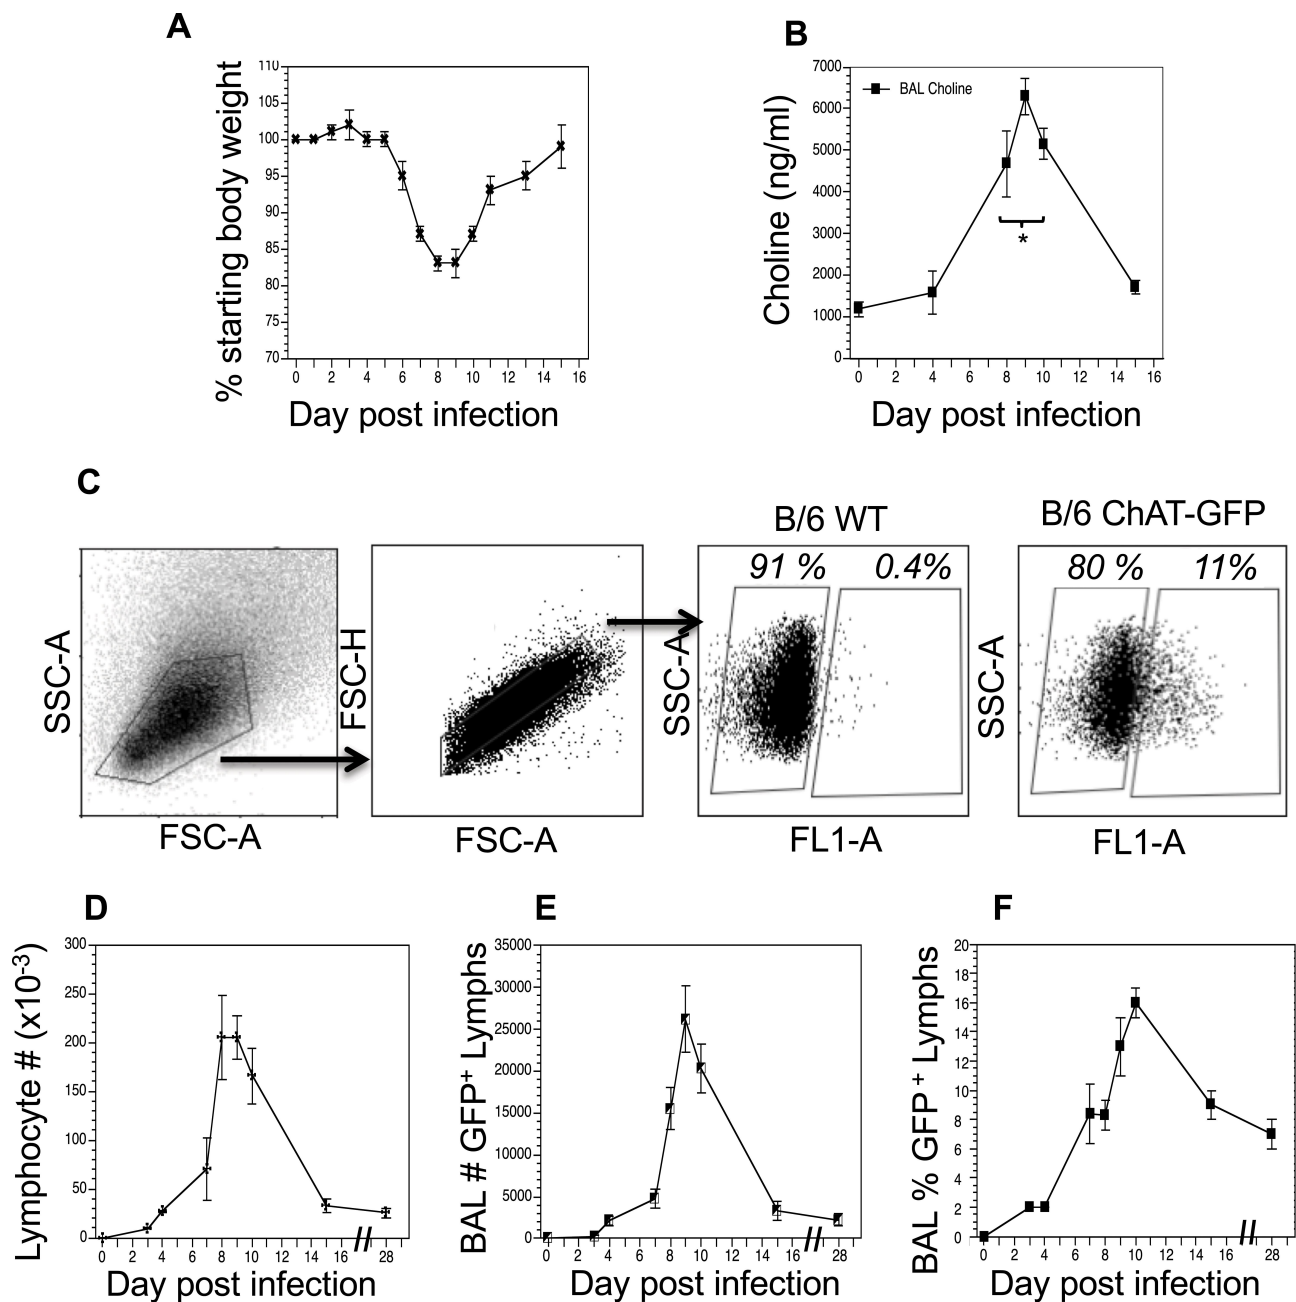 A
% starting body weight
110
105
100
95
90
85
80
75
70
0 2 4 6 8 10 12 14 16
Day post infection
B
Choline (ng/ml)
7000
6000
5000
4000
3000
2000
1000
0
BAL Choline
*
0 2 4 6 8 10 12 14 16
Day post infection
C
SSC-A
FSC-A
FSC-H
FSC-A
B/6 WT
91 % 0.4%
SSC-A
FL1-A
B/6 ChAT-GFP
80 % 11%
SSC-A
FL1-A
D
Lymphocyte # (x10-3)
300
250
200
150
100
50
0
0 2 4 6 8 10 12 14 16 28
Day post infection
E
BAL # GFP+ Lymphs
35000
30000
25000
20000
15000
10000
5000
0
0 2 4 6 8 10 12 14 16 28
Day post infection
F
BAL % GFP + Lymphs
20
18
16
14
12
10
8
6
4
2
0
0 2 4 6 8 10 12 14 16 28
Day post infection